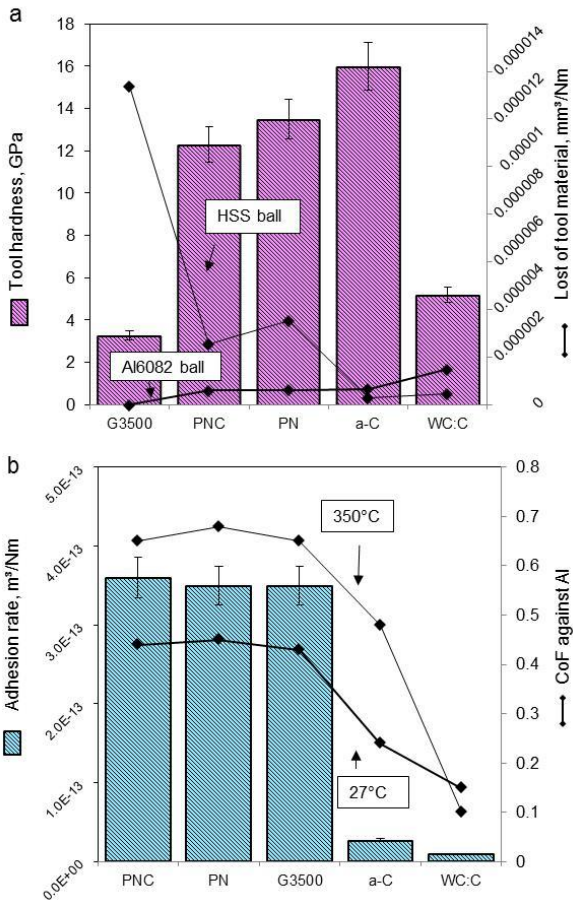 a
18
16
14
12
10
8
6
4
2
0
Tool hardness, GPa
0.000014
0.000012
0.00001
0.000008
0.000006
0.000004
0.000002
0
Lost of tool material, mm³/Nm
HSS ball
Al6082 ball
G3500 PNC PN a-C WC:C
b
5.0E-13
4.0E-13
3.0E-13
2.0E-13
1.0E-13
0.0E+00
Adhesion rate, m³/Nm
0.8
0.7
0.6
0.5
0.4
0.3
0.2
0.1
0
CoF against Al
350°C
27°C
PNC PN G3500 a-C WC:C